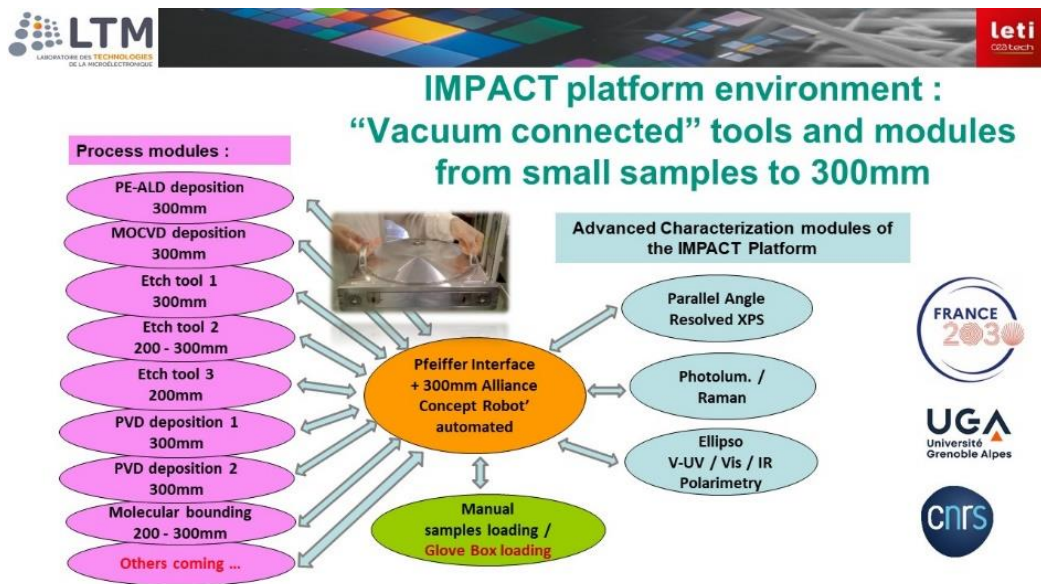 LTM
LABORATOIRE DES TECHNOLOGIES
DE LA MICROÉLECTRONIQUE
leti
ceatech
IMPACT platform environment :
“Vacuum connected” tools and modules
from small samples to 300mm
Process modules :
PE-ALD deposition
300mm
MOCVD deposition
300mm
Etch tool 1
300mm
Etch tool 2
200 - 300mm
Etch tool 3
200mm
PVD deposition 1
300mm
PVD deposition 2
300mm
Molecular bounding
200 - 300mm
Others coming ...
Pfeiffer Interface
+ 300mm Alliance
Concept Robot’
automated
Manual
samples loading /
Glove Box loading
Advanced Characterization modules of
the IMPACT Platform
Parallel Angle
Resolved XPS
Photolum. /
Raman
Ellipso
V-UV / Vis / IR
Polarimetry
FRANCE
2030
UGA
Université
Grenoble Alpes
cnrs